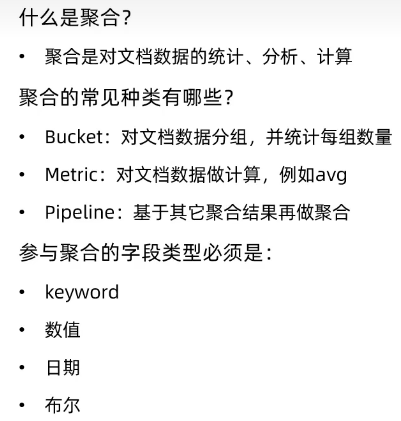 什么是聚合？
• 聚合是对文档数据的统计、分析、计算
聚合的常见种类有哪些？
• Bucket：对文档数据分组，并统计每组数量
• Metric：对文档数据做计算，例如avg
• Pipeline：基于其它聚合结果再做聚合
参与聚合的字段类型必须是：
• keyword
• 数值
• 日期
• 布尔